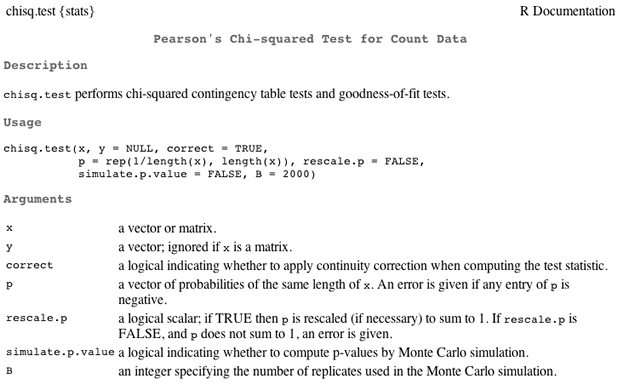 chisq.test {stats} R Documentation
Pearson's Chi-squared Test for Count Data
Description
chisq.test performs chi-squared contingency table tests and goodness-of-fit tests.
Usage
chisq.test(x, y = NULL, correct = TRUE,
           p = rep(1/length(x), length(x)), rescale.p = FALSE,
           simulate.p.value = FALSE, B = 2000)
Arguments
x a vector or matrix.
y a vector; ignored if x is a matrix.
correct a logical indicating whether to apply continuity correction when computing the test statistic.
p a vector of probabilities of the same length of x. An error is given if any entry of p is
negative.
rescale.p a logical scalar; if TRUE then p is rescaled (if necessary) to sum to 1. If rescale.p is
FALSE, and p does not sum to 1, an error is given.
simulate.p.value a logical indicating whether to compute p-values by Monte Carlo simulation.
B an integer specifying the number of replicates used in the Monte Carlo simulation.